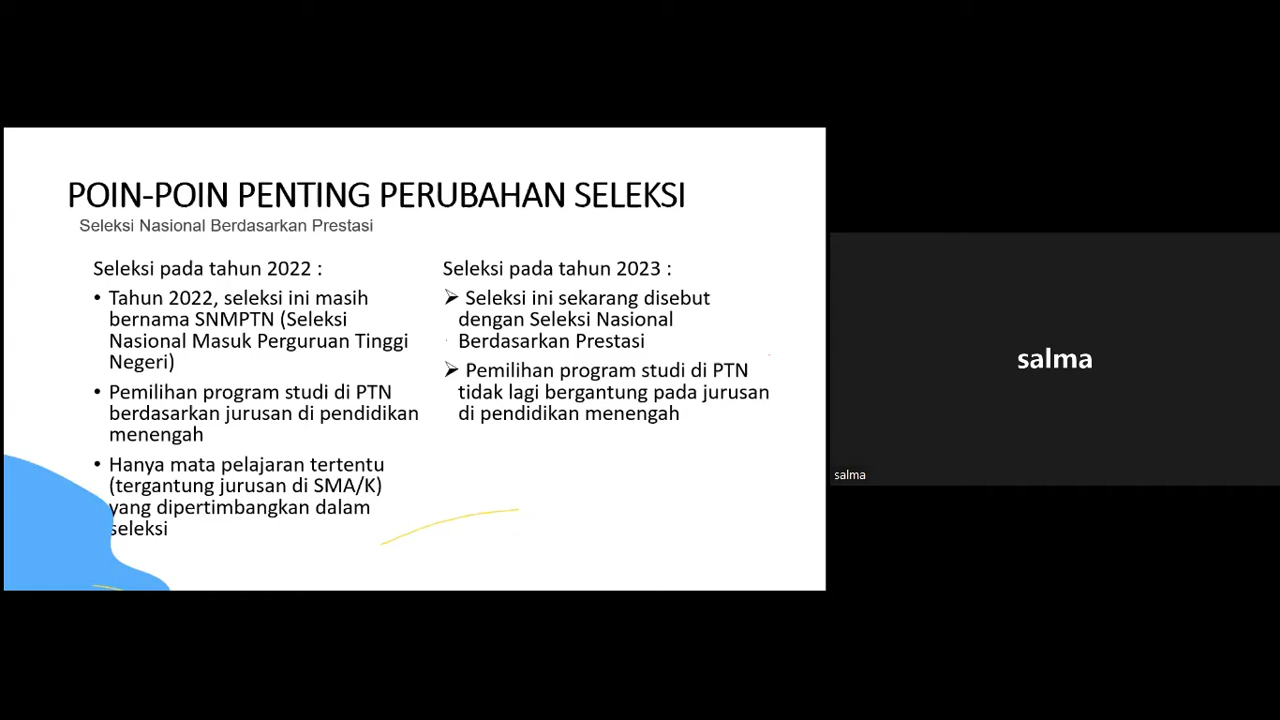 POIN-POIN PENTING PERUBAHAN SELEKSI
Seleksi Nasional Berdasarkan Prestasi
Seleksi pada tahun 2022 :
• Tahun 2022, seleksi ini masih
bernama SNMPTN (Seleksi
Nasional Masuk Perguruan Tinggi
Negeri)
• Pemilihan program studi di PTN
berdasarkan jurusan di pendidikan
menengah
• Hanya mata pelajaran tertentu
(tergantung jurusan di SMA/K)
yang dipertimbangkan dalam
seleksi
Seleksi pada tahun 2023 :
➢ Seleksi ini sekarang disebut
dengan Seleksi Nasional
Berdasarkan Prestasi
➢ Pemilihan program studi di PTN
tidak lagi bergantung pada jurusan
di pendidikan menengah
salma
salma